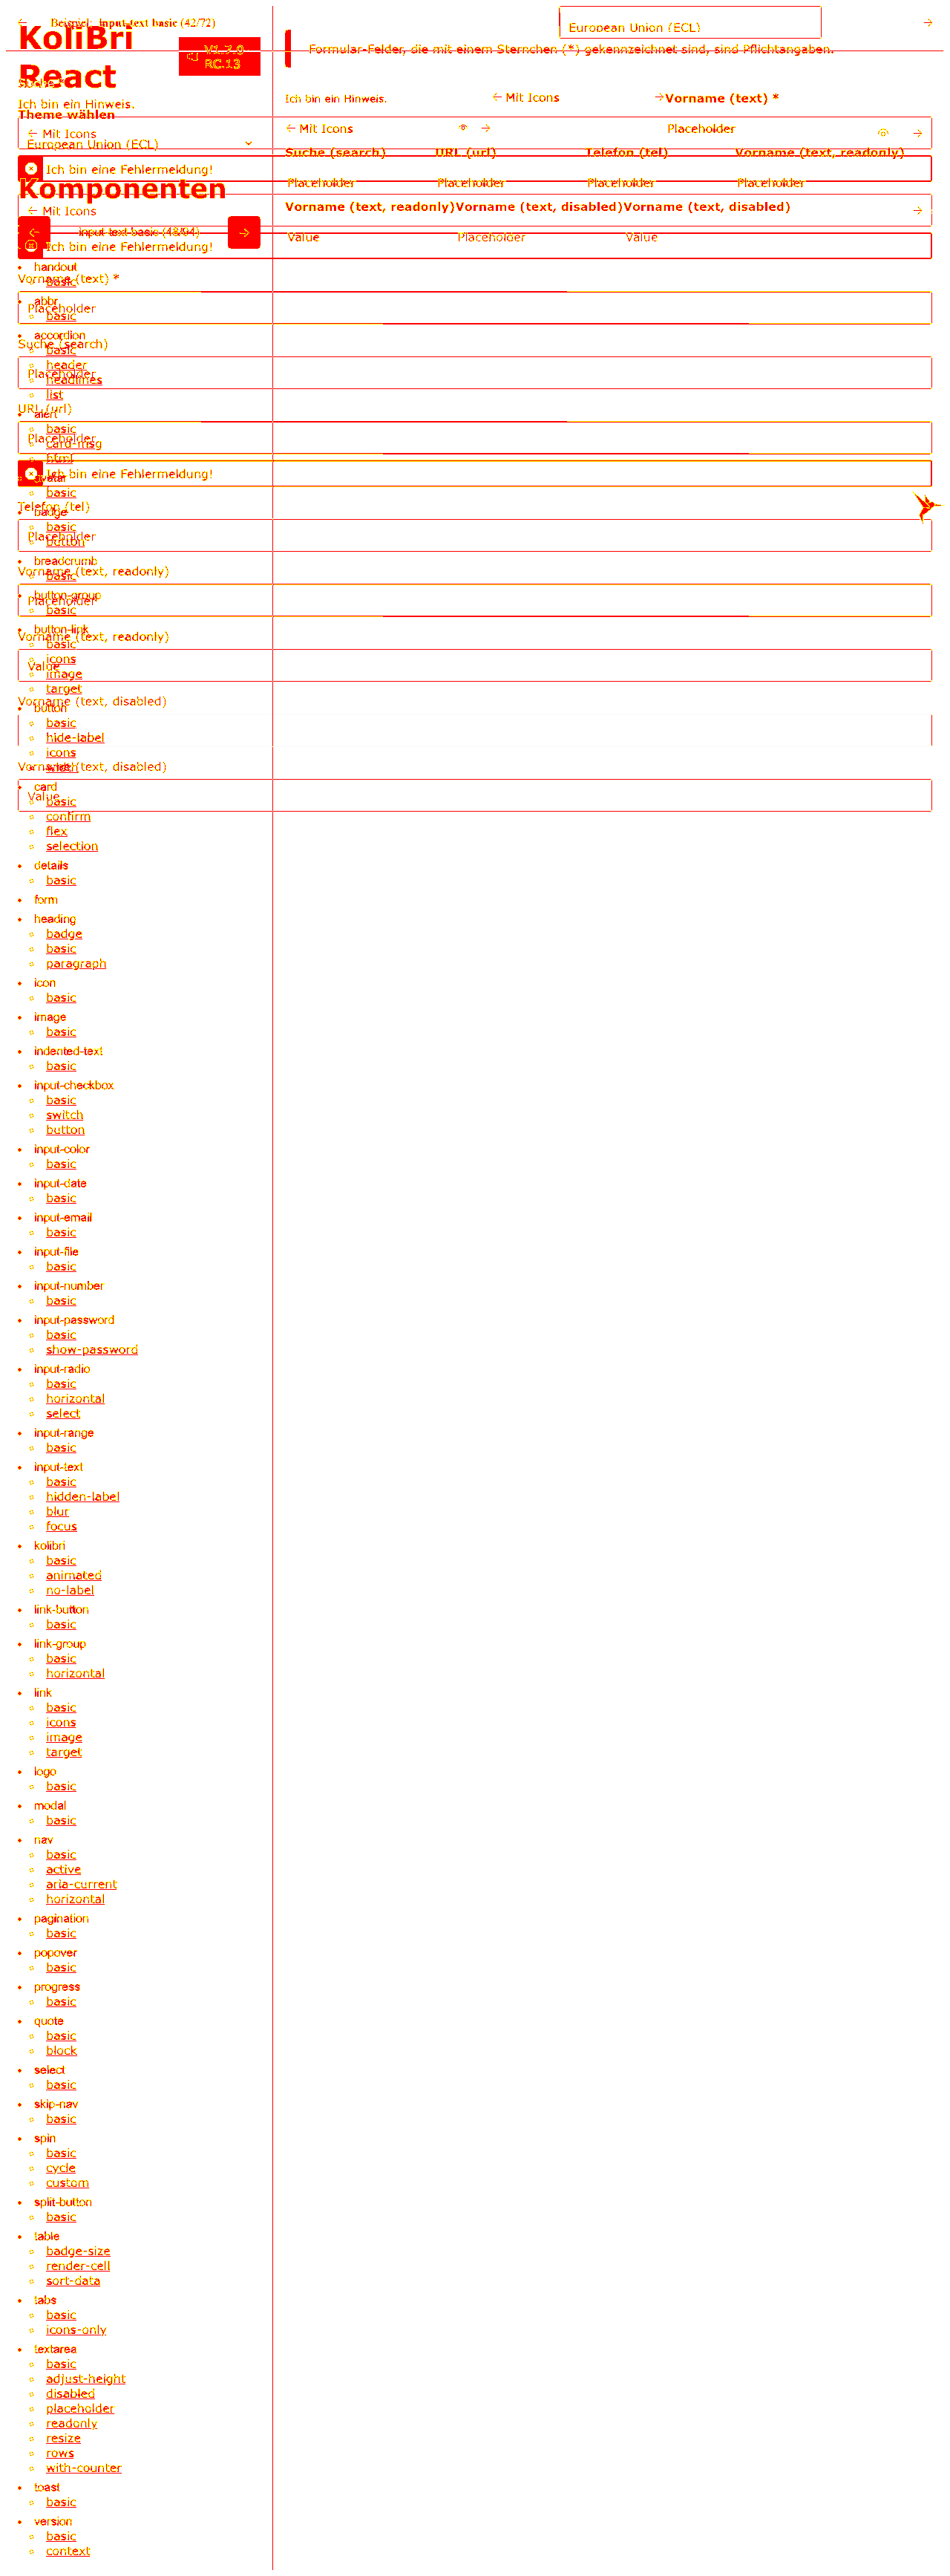 Beispiel: input-text basic (42/72)
European Union (ECL)
KoliBri
React
V1.7.0
RC.13
Formular-Felder, die mit einem Sternchen (*) gekennzeichnet sind, sind Pflichtangaben.
Suche *
Ich bin ein Hinweis.
Ich bin ein Hinweis.
← Mit Icons
Vorname (text) *
Theme wählen
← Mit Icons
← Mit Icons
Placeholder
European Union (ECL)
Suche (search)
URL (url)
Telefon (tel)
Vorname (text, readonly)
Ich bin ein Fehlermeldung!
Komponenten
Placeholder
Placeholder
Placeholder
Placeholder
← Mit Icons
Vorname (text, readonly)
Vorname (text, disabled)
Vorname (text, disabled)
input-text basic (48/94)
Value
Placeholder
Value
Ich bin ein Fehlermeldung!
handout
Vorname (text) *
basic
abbr
Placeholder
basic
accordion
Suche (search)
basic
header
Placeholder
headlines
list
URL (url)
alert
basic
Placeholder
card-msg
html
Ich bin eine Fehlermeldung!
avatar
basic
Telefon (tel)
badge
basic
Placeholder
button
breadcrumb
Vorname (text, readonly)
basic
button-group
Placeholder
basic
button-link
Vorname (text, readonly)
basic
icons
Value
image
target
Vorname (text, disabled)
button
basic
hide-label
icons
width
Vorname (text, disabled)
card
Value
basic
confirm
flex
selection
details
basic
form
heading
badge
basic
paragraph
icon
basic
image
basic
indented-text
basic
input-checkbox
basic
switch
button
input-color
basic
input-date
basic
input-email
basic
input-file
basic
input-number
basic
input-password
basic
show-password
input-radio
basic
horizontal
select
input-range
basic
input-text
basic
hidden-label
blur
focus
kolibri
basic
animated
no-label
link-button
basic
link-group
basic
horizontal
link
basic
icons
image
target
logo
basic
modal
basic
nav
basic
active
aria-current
horizontal
pagination
basic
popover
basic
progress
basic
quote
basic
block
select
basic
skip-nav
basic
spin
basic
cycle
custom
split-button
basic
table
badge-size
render-cell
sort-data
tabs
basic
icons-only
textarea
basic
adjust-height
disabled
placeholder
readonly
resize
rows
with-counter
toast
basic
version
basic
context